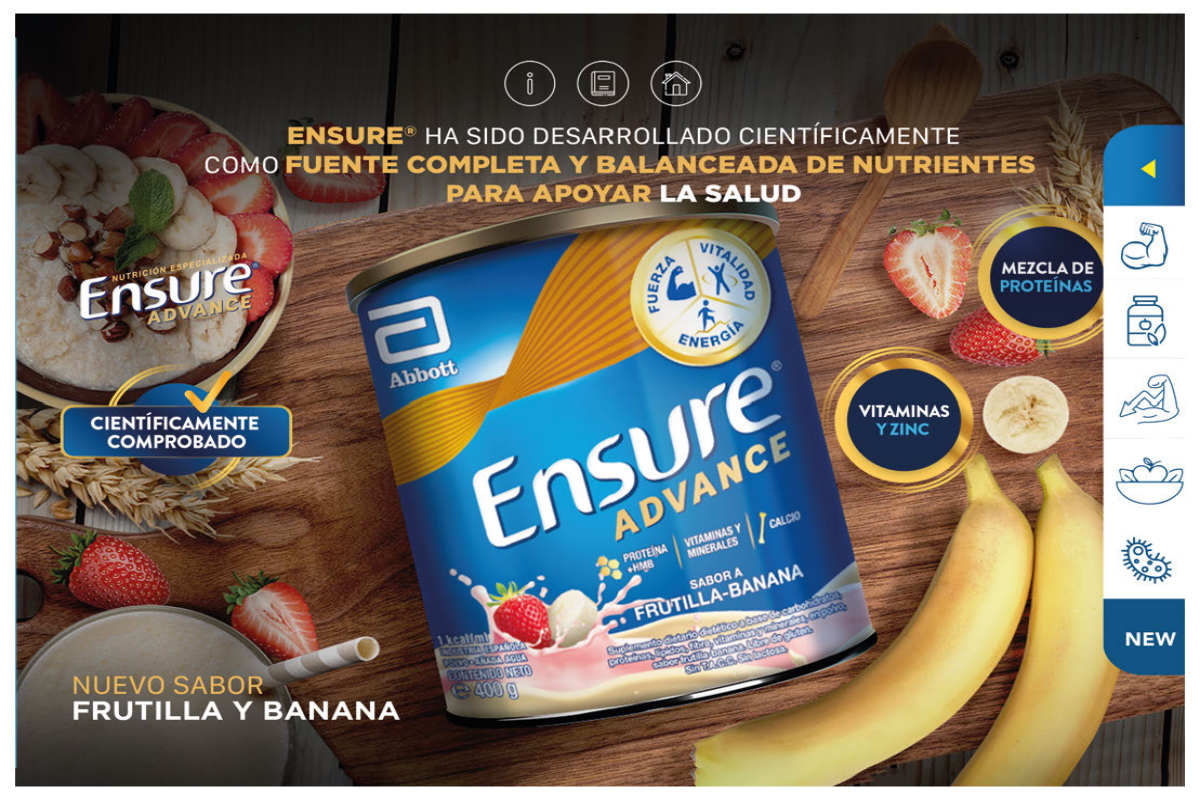 ENSURE® HA SIDO DESARROLLADO CIENTÍFICAMENTE
COMO FUENTE COMPLETA Y BALANCEADA DE NUTRIENTES
PARA APOYAR LA SALUD
NUTRICIÓN ESPECIALIZADA
Ensure®
ADVANCE
CIENTÍFICAMENTE
COMPROBADO
Abbott
FUERZA
VITALIDAD
ENERGÍA
Ensure®
ADVANCE
PROTEÍNA
+HMB
VITAMINAS Y
MINERALES
CALCIO
SABOR A
FRUTILLA-BANANA
1 kcal/ml
INDUSTRIA ESPAÑOLA
POLVO - AÑADA AGUA
CONTENIDO NETO
400 g
Suplemento dietario dietético a base de carbohidratos,
proteínas, lípidos, fibra, vitaminas y minerales, en polvo,
sabor frutilla banana. Libre de gluten.
Sin T.A.C.C. Sin lactosa.
MEZCLA DE
PROTEÍNAS
VITAMINAS
Y ZINC
NEW
NUEVO SABOR
FRUTILLA Y BANANA